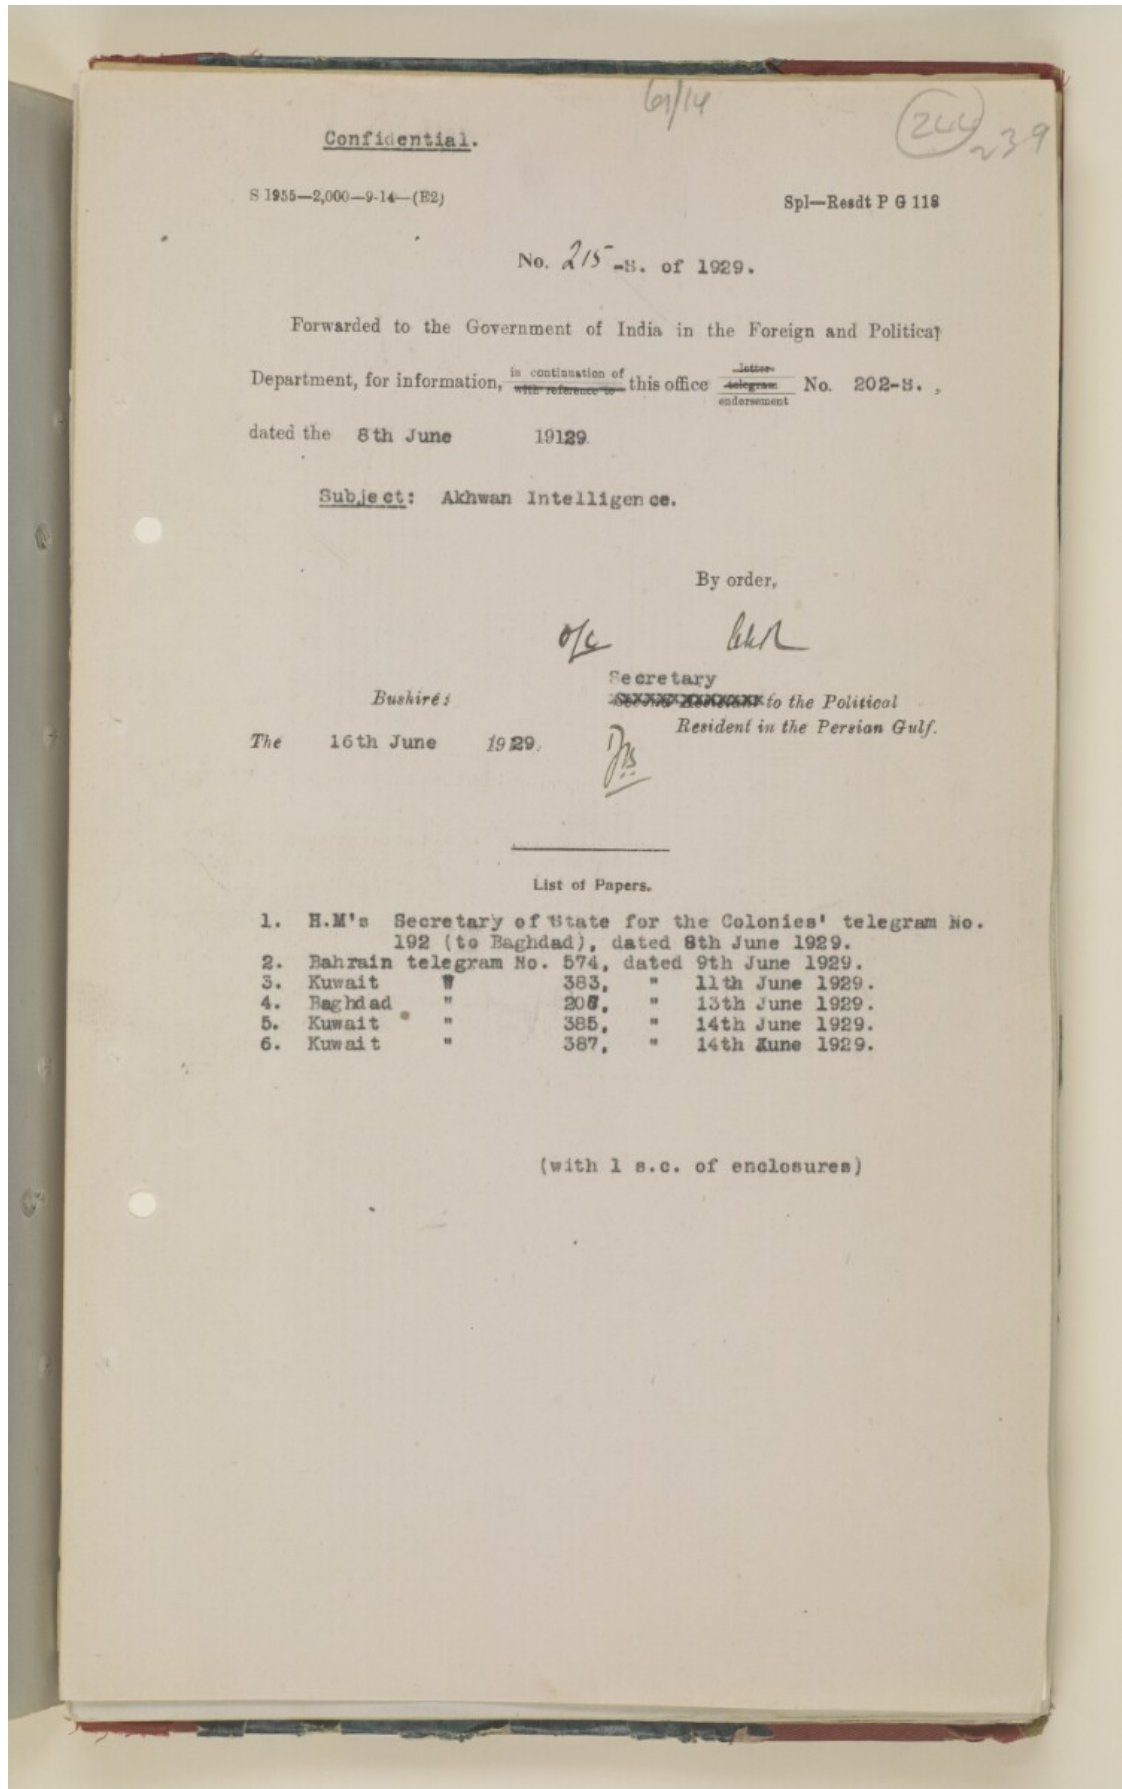 61/14
244
239
Confidential.
S 1955—2,000—9-14—(E2)
Spl—Resdt P G 118
No. 215-S. of 1929.
Forwarded to the Government of India in the Foreign and Political
Department, for information, in continuation of with reference to this office letter telegram endorsement No. 202-S. ,
dated the 8th June 19129.
Subject: Akhwan Intelligence.
By order,
o/c
Secretary
Bushire;
to the Political
Resident in the Persian Gulf.
The 16th June 1929.
List of Papers.
1. H.M's Secretary of State for the Colonies' telegram No.
192 (to Baghdad), dated 8th June 1929.
2. Bahrain telegram No. 574, dated 9th June 1929.
3. Kuwait " 383, " 11th June 1929.
4. Baghdad " 208, " 13th June 1929.
5. Kuwait " 385, " 14th June 1929.
6. Kuwait " 387, " 14th June 1929.
(with 1 s.c. of enclosures)